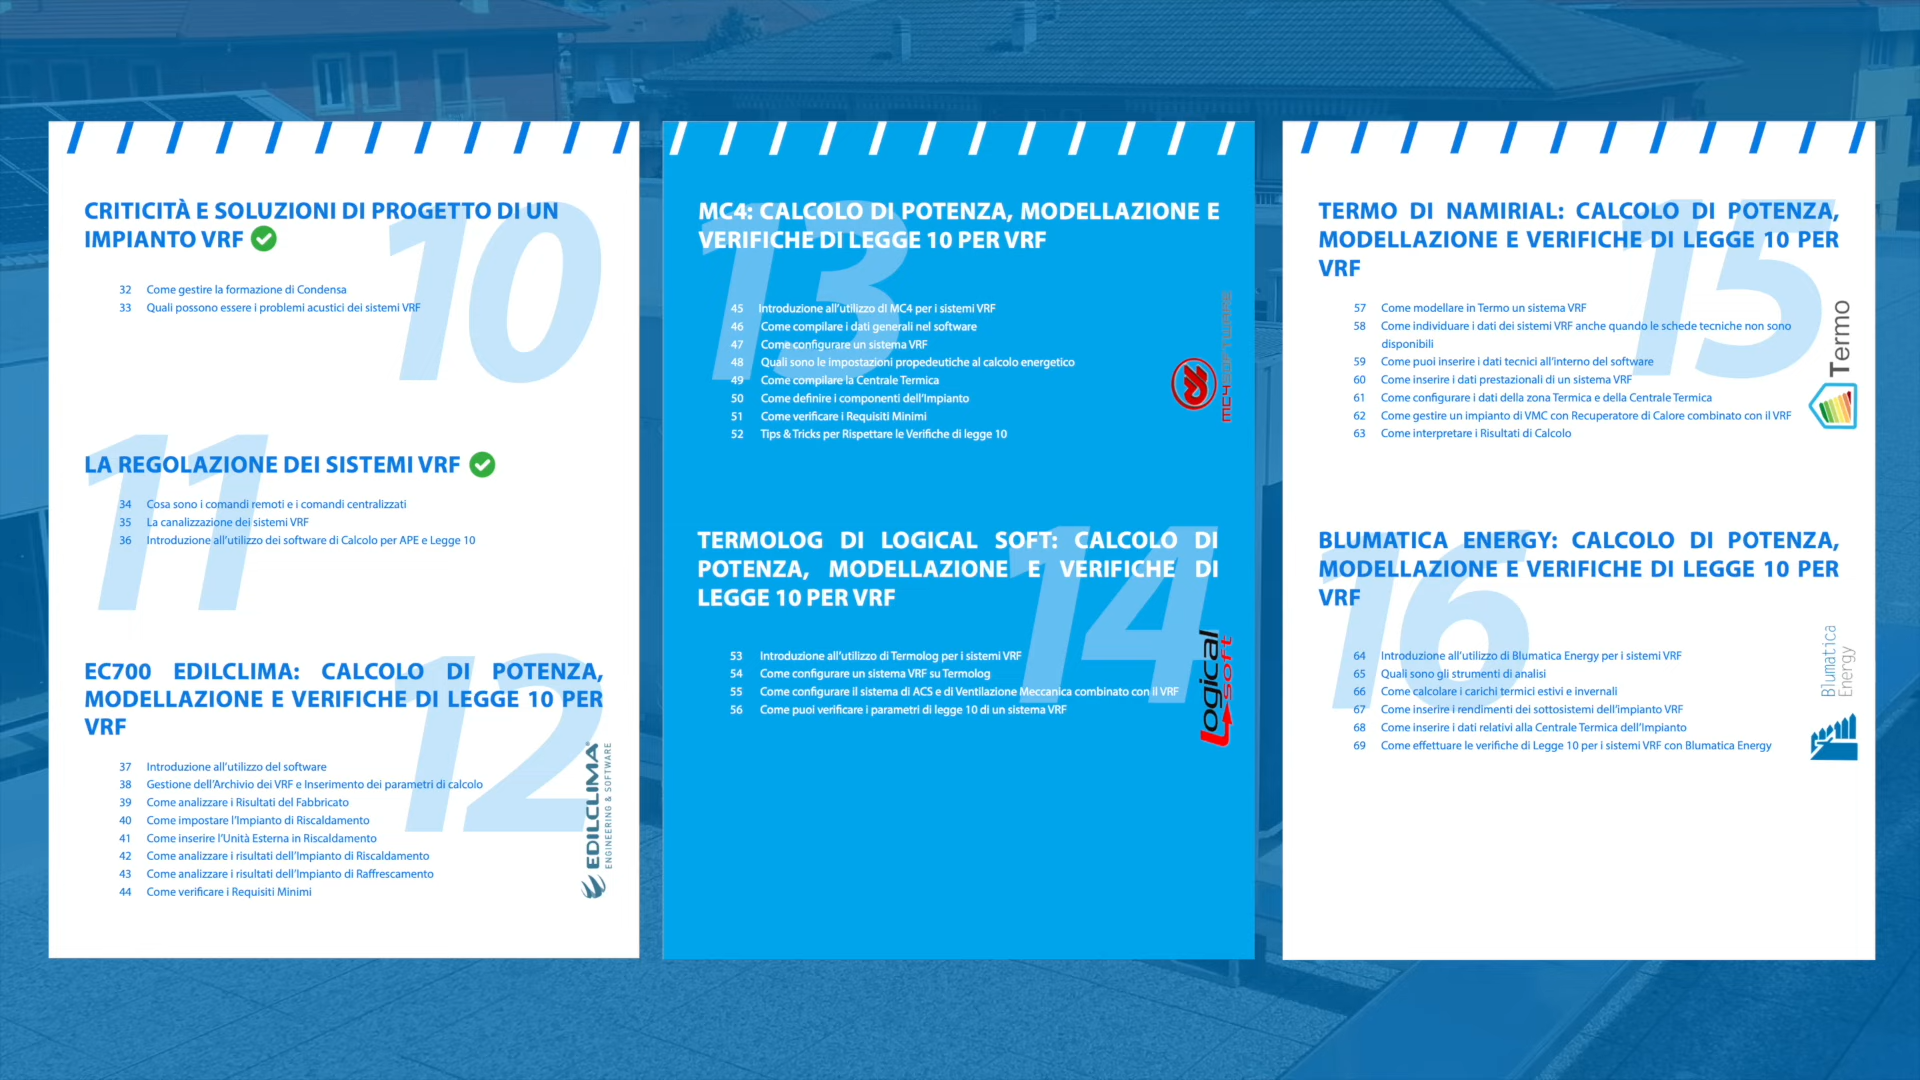 10
CRITICITÀ E SOLUZIONI DI PROGETTO DI UN
IMPIANTO VRF
32 Come gestire la formazione di Condensa
33 Quali possono essere i problemi acustici dei sistemi VRF
11
LA REGOLAZIONE DEI SISTEMI VRF
34 Cosa sono i comandi remoti e i comandi centralizzati
35 La canalizzazione dei sistemi VRF
36 Introduzione all'utilizzo dei software di Calcolo per APE e Legge 10
12
EC700 EDILCLIMA: CALCOLO DI POTENZA,
MODELLAZIONE E VERIFICHE DI LEGGE 10 PER
VRF
37 Introduzione all'utilizzo del software
38 Gestione dell'Archivio dei VRF e Inserimento dei parametri di calcolo
39 Come analizzare i Risultati del Fabbricato
40 Come impostare l'Impianto di Riscaldamento
41 Come inserire l'Unità Esterna in Riscaldamento
42 Come analizzare i risultati dell'Impianto di Riscaldamento
43 Come analizzare i risultati dell'Impianto di Raffrescamento
44 Come verificare i Requisiti Minimi
EDILCLIMA®
ENGINEERING & SOFTWARE
13
MC4: CALCOLO DI POTENZA, MODELLAZIONE E
VERIFICHE DI LEGGE 10 PER VRF
45 Introduzione all'utilizzo di MC4 per i sistemi VRF
46 Come compilare i dati generali nel software
47 Come configurare un sistema VRF
48 Quali sono le impostazioni propedeutiche al calcolo energetico
49 Come compilare la Centrale Termica
50 Come definire i componenti dell'Impianto
51 Come verificare i Requisiti Minimi
52 Tips & Tricks per Rispettare le Verifiche di legge 10
MC4SOFTWARE
14
TERMOLOG DI LOGICAL SOFT: CALCOLO DI
POTENZA, MODELLAZIONE E VERIFICHE DI
LEGGE 10 PER VRF
53 Introduzione all'utilizzo di Termolog per i sistemi VRF
54 Come configurare un sistema VRF su Termolog
55 Come configurare il sistema di ACS e di Ventilazione Meccanica combinato con il VRF
56 Come puoi verificare i parametri di legge 10 di un sistema VRF
Logical
Soft
15
TERMO DI NAMIRIAL: CALCOLO DI POTENZA,
MODELLAZIONE E VERIFICHE DI LEGGE 10 PER
VRF
57 Come modellare in Termo un sistema VRF
58 Come individuare i dati dei sistemi VRF anche quando le schede tecniche non sono
disponibili
59 Come puoi inserire i dati tecnici all'interno del software
60 Come inserire i dati prestazionali di un sistema VRF
61 Come configurare i dati della zona Termica e della Centrale Termica
62 Come gestire un impianto di VMC con Recuperatore di Calore combinato con il VRF
63 Come interpretare i Risultati di Calcolo
Termo
16
BLUMATICA ENERGY: CALCOLO DI POTENZA,
MODELLAZIONE E VERIFICHE DI LEGGE 10 PER
VRF
64 Introduzione all'utilizzo di Blumatica Energy per i sistemi VRF
65 Quali sono gli strumenti di analisi
66 Come calcolare i carichi termici estivi e invernali
67 Come inserire i rendimenti dei sottosistemi dell'impianto VRF
68 Come inserire i dati relativi alla Centrale Termica dell'Impianto
69 Come effettuare le verifiche di Legge 10 per i sistemi VRF con Blumatica Energy
Blumatica
Energy